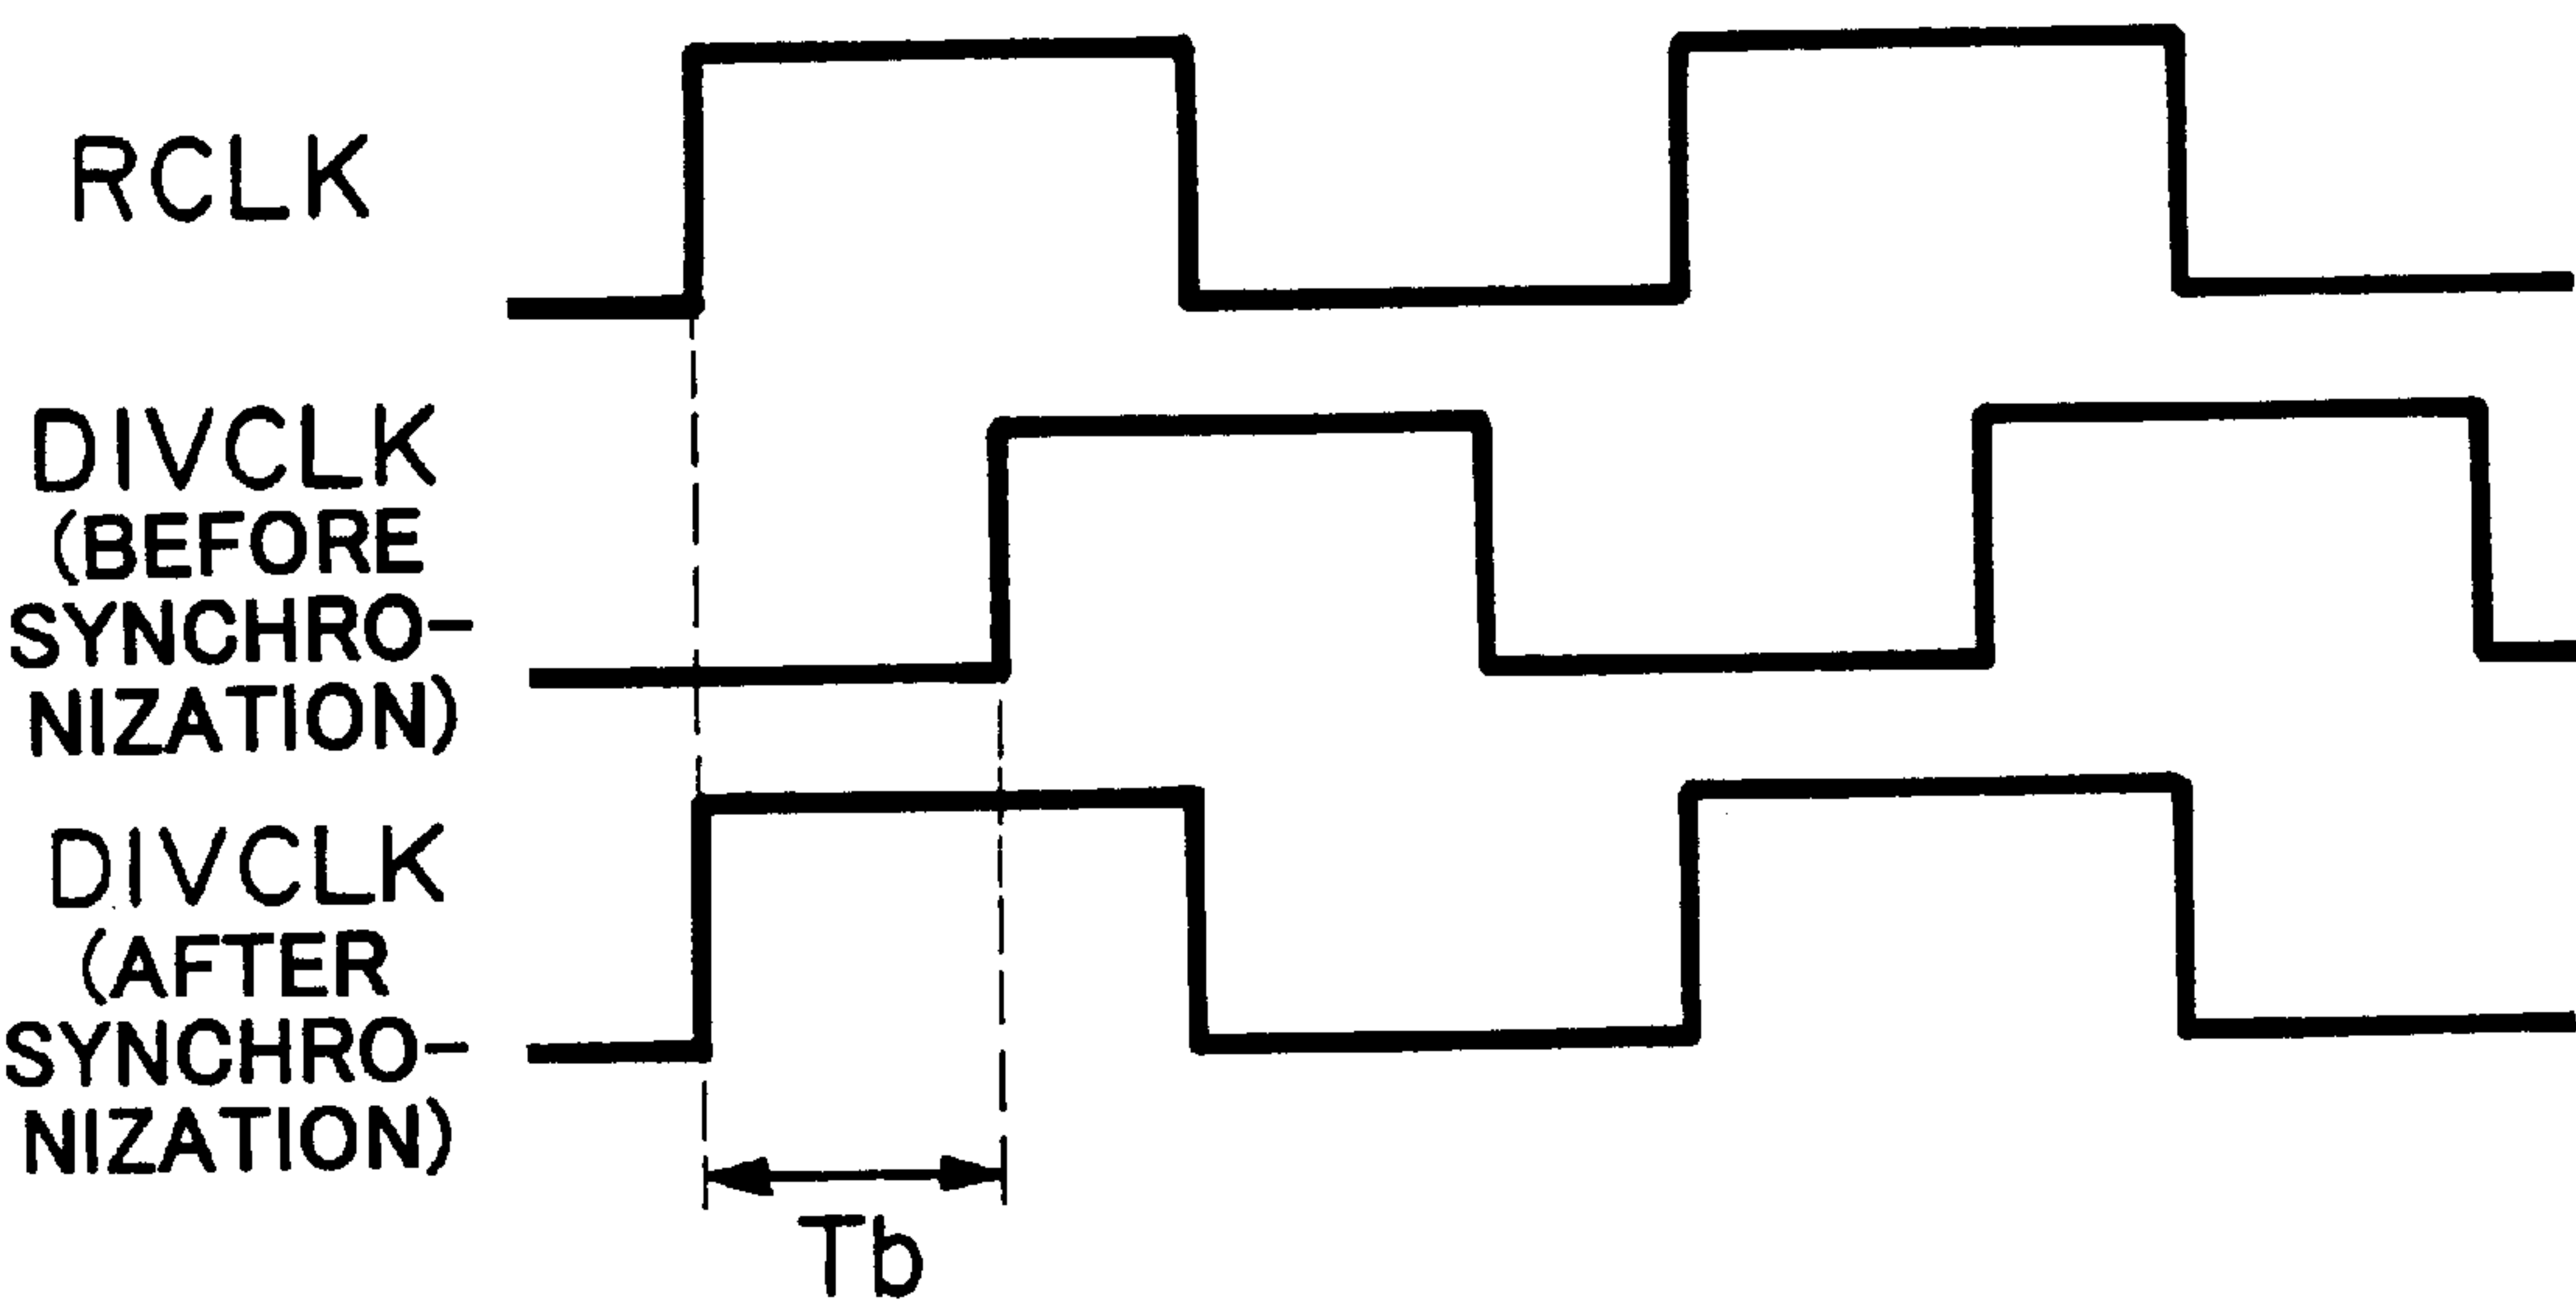 RCLK
DIVCLK
(BEFORE
SYNCHRO-
NIZATION)
DIVCLK
(AFTER
SYNCHRO-
NIZATION)
Tb